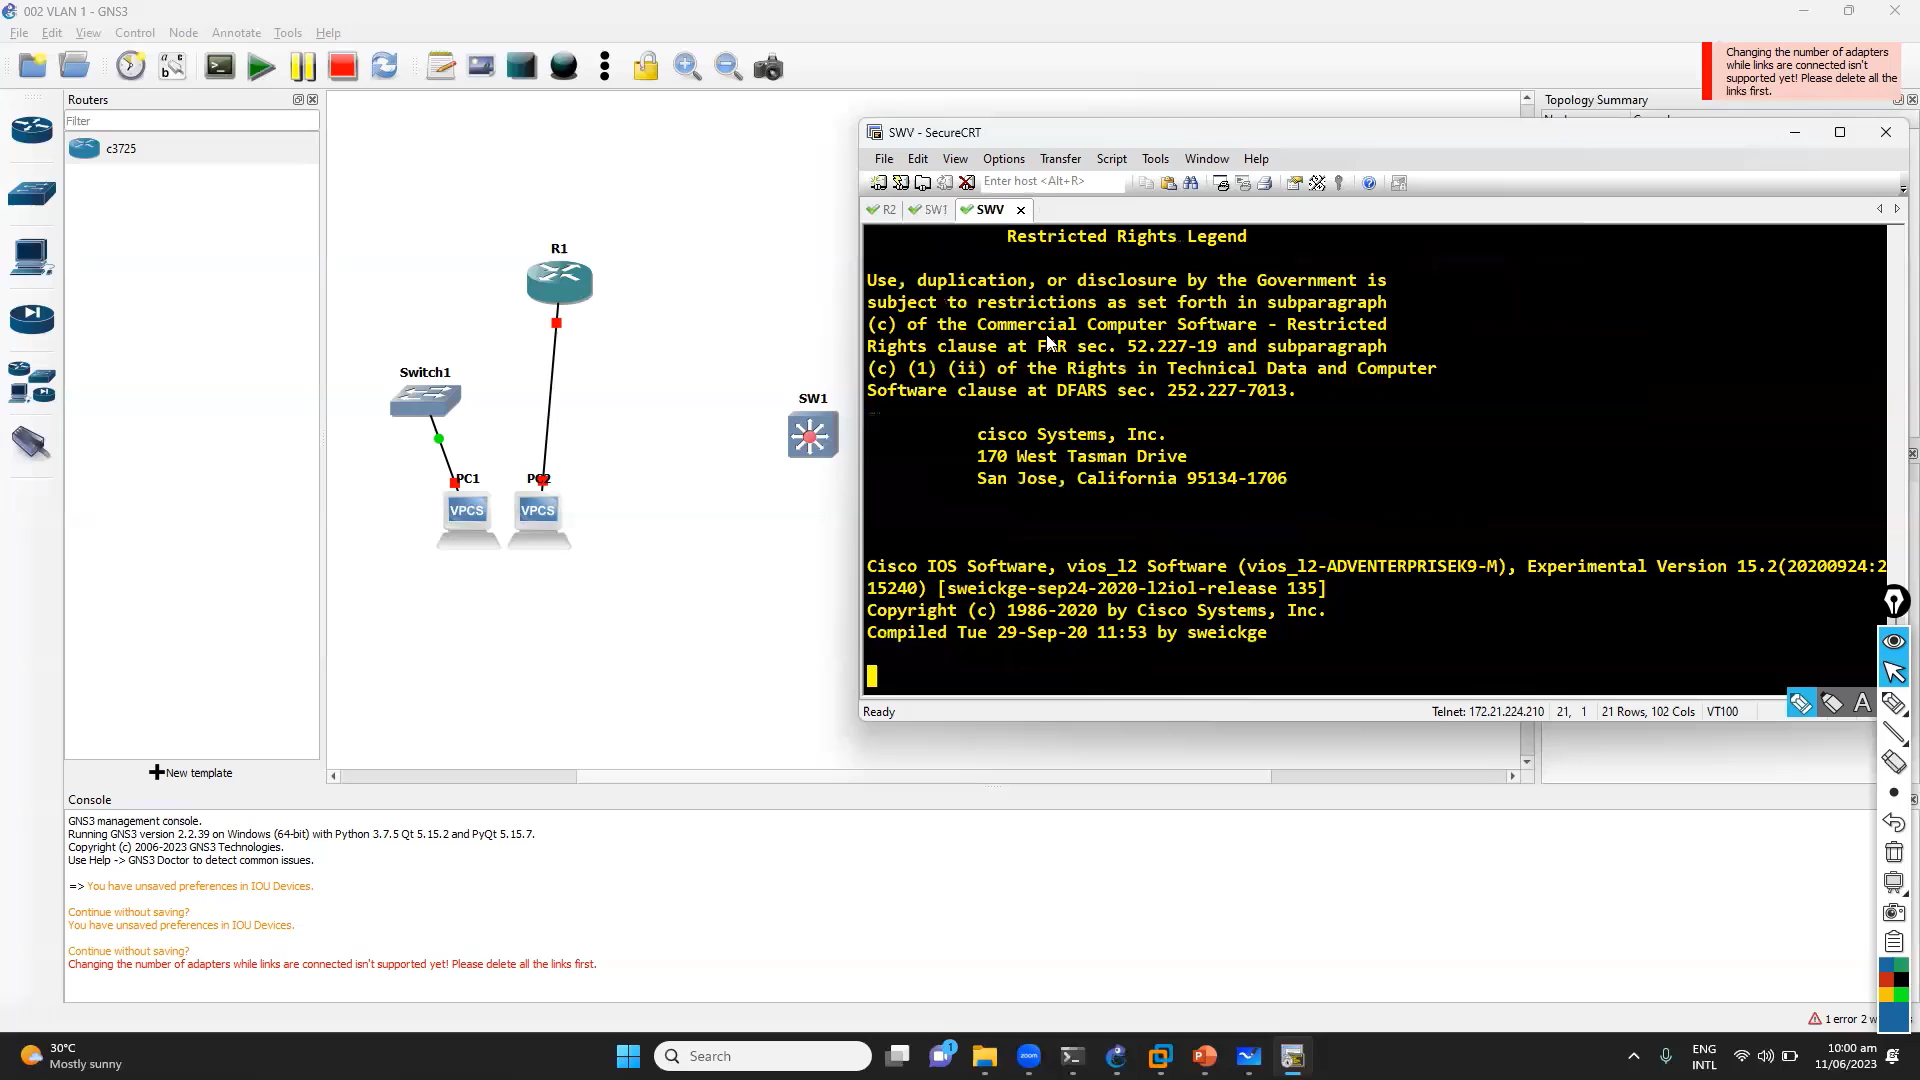 002 VLAN 1 - GNS3
File Edit View Control Node Annotate Tools Help
Changing the number of adapters
while links are connected isn't
supported yet! Please delete all the
links first.
Routers
Filter
c3725
New template
Topology Summary
R1
Switch1
PC1
PC2
VPCS
VPCS
SW1
SWV - SecureCRT
File Edit View Options Transfer Script Tools Window Help
Enter host <Alt+R>
R2 SW1 SWV
Restricted Rights Legend
Use, duplication, or disclosure by the Government is
subject to restrictions as set forth in subparagraph
(c) of the Commercial Computer Software - Restricted
Rights clause at FAR sec. 52.227-19 and subparagraph
(c) (1) (ii) of the Rights in Technical Data and Computer
Software clause at DFARS sec. 252.227-7013.
cisco Systems, Inc.
170 West Tasman Drive
San Jose, California 95134-1706
Cisco IOS Software, vios_l2 Software (vios_l2-ADVENTERPRISEK9-M), Experimental Version 15.2(20200924:2
15240) [sweickge-sep24-2020-l2iol-release 135]
Copyright (c) 1986-2020 by Cisco Systems, Inc.
Compiled Tue 29-Sep-20 11:53 by sweickge
Ready
Telnet: 172.21.224.210 21, 1 21 Rows, 102 Cols VT100
Console
GNS3 management console.
Running GNS3 version 2.2.39 on Windows (64-bit) with Python 3.7.5 Qt 5.15.2 and PyQt 5.15.7.
Copyright (c) 2006-2023 GNS3 Technologies.
Use Help -> GNS3 Doctor to detect common issues.
=> You have unsaved preferences in IOU Devices.
Continue without saving?
You have unsaved preferences in IOU Devices.
Continue without saving?
Changing the number of adapters while links are connected isn't supported yet! Please delete all the links first.
1 error 2 w
30°C
Mostly sunny
Search
ENG
INTL
10:00 am
11/06/2023